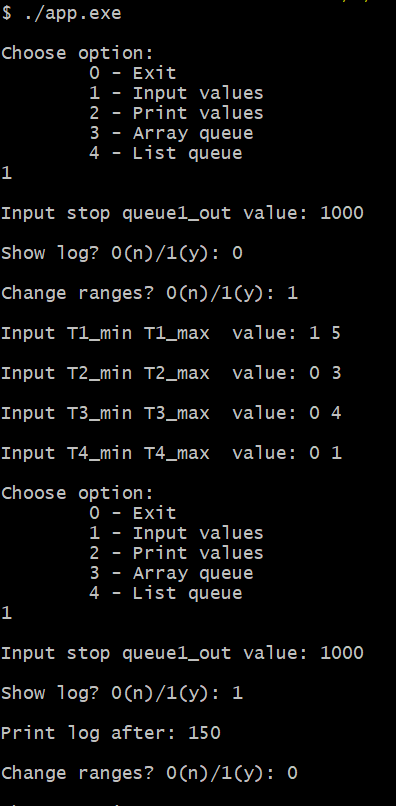 $ ./app.exe
Choose option:
0 - Exit
1 - Input values
2 - Print values
3 - Array queue
4 - List queue
1
Input stop queue1_out value: 1000
Show log? 0(n)/1(y): 0
Change ranges? 0(n)/1(y): 1
Input T1_min T1_max  value: 1 5
Input T2_min T2_max  value: 0 3
Input T3_min T3_max  value: 0 4
Input T4_min T4_max  value: 0 1
Choose option:
0 - Exit
1 - Input values
2 - Print values
3 - Array queue
4 - List queue
1
Input stop queue1_out value: 1000
Show log? 0(n)/1(y): 1
Print log after: 150
Change ranges? 0(n)/1(y): 0